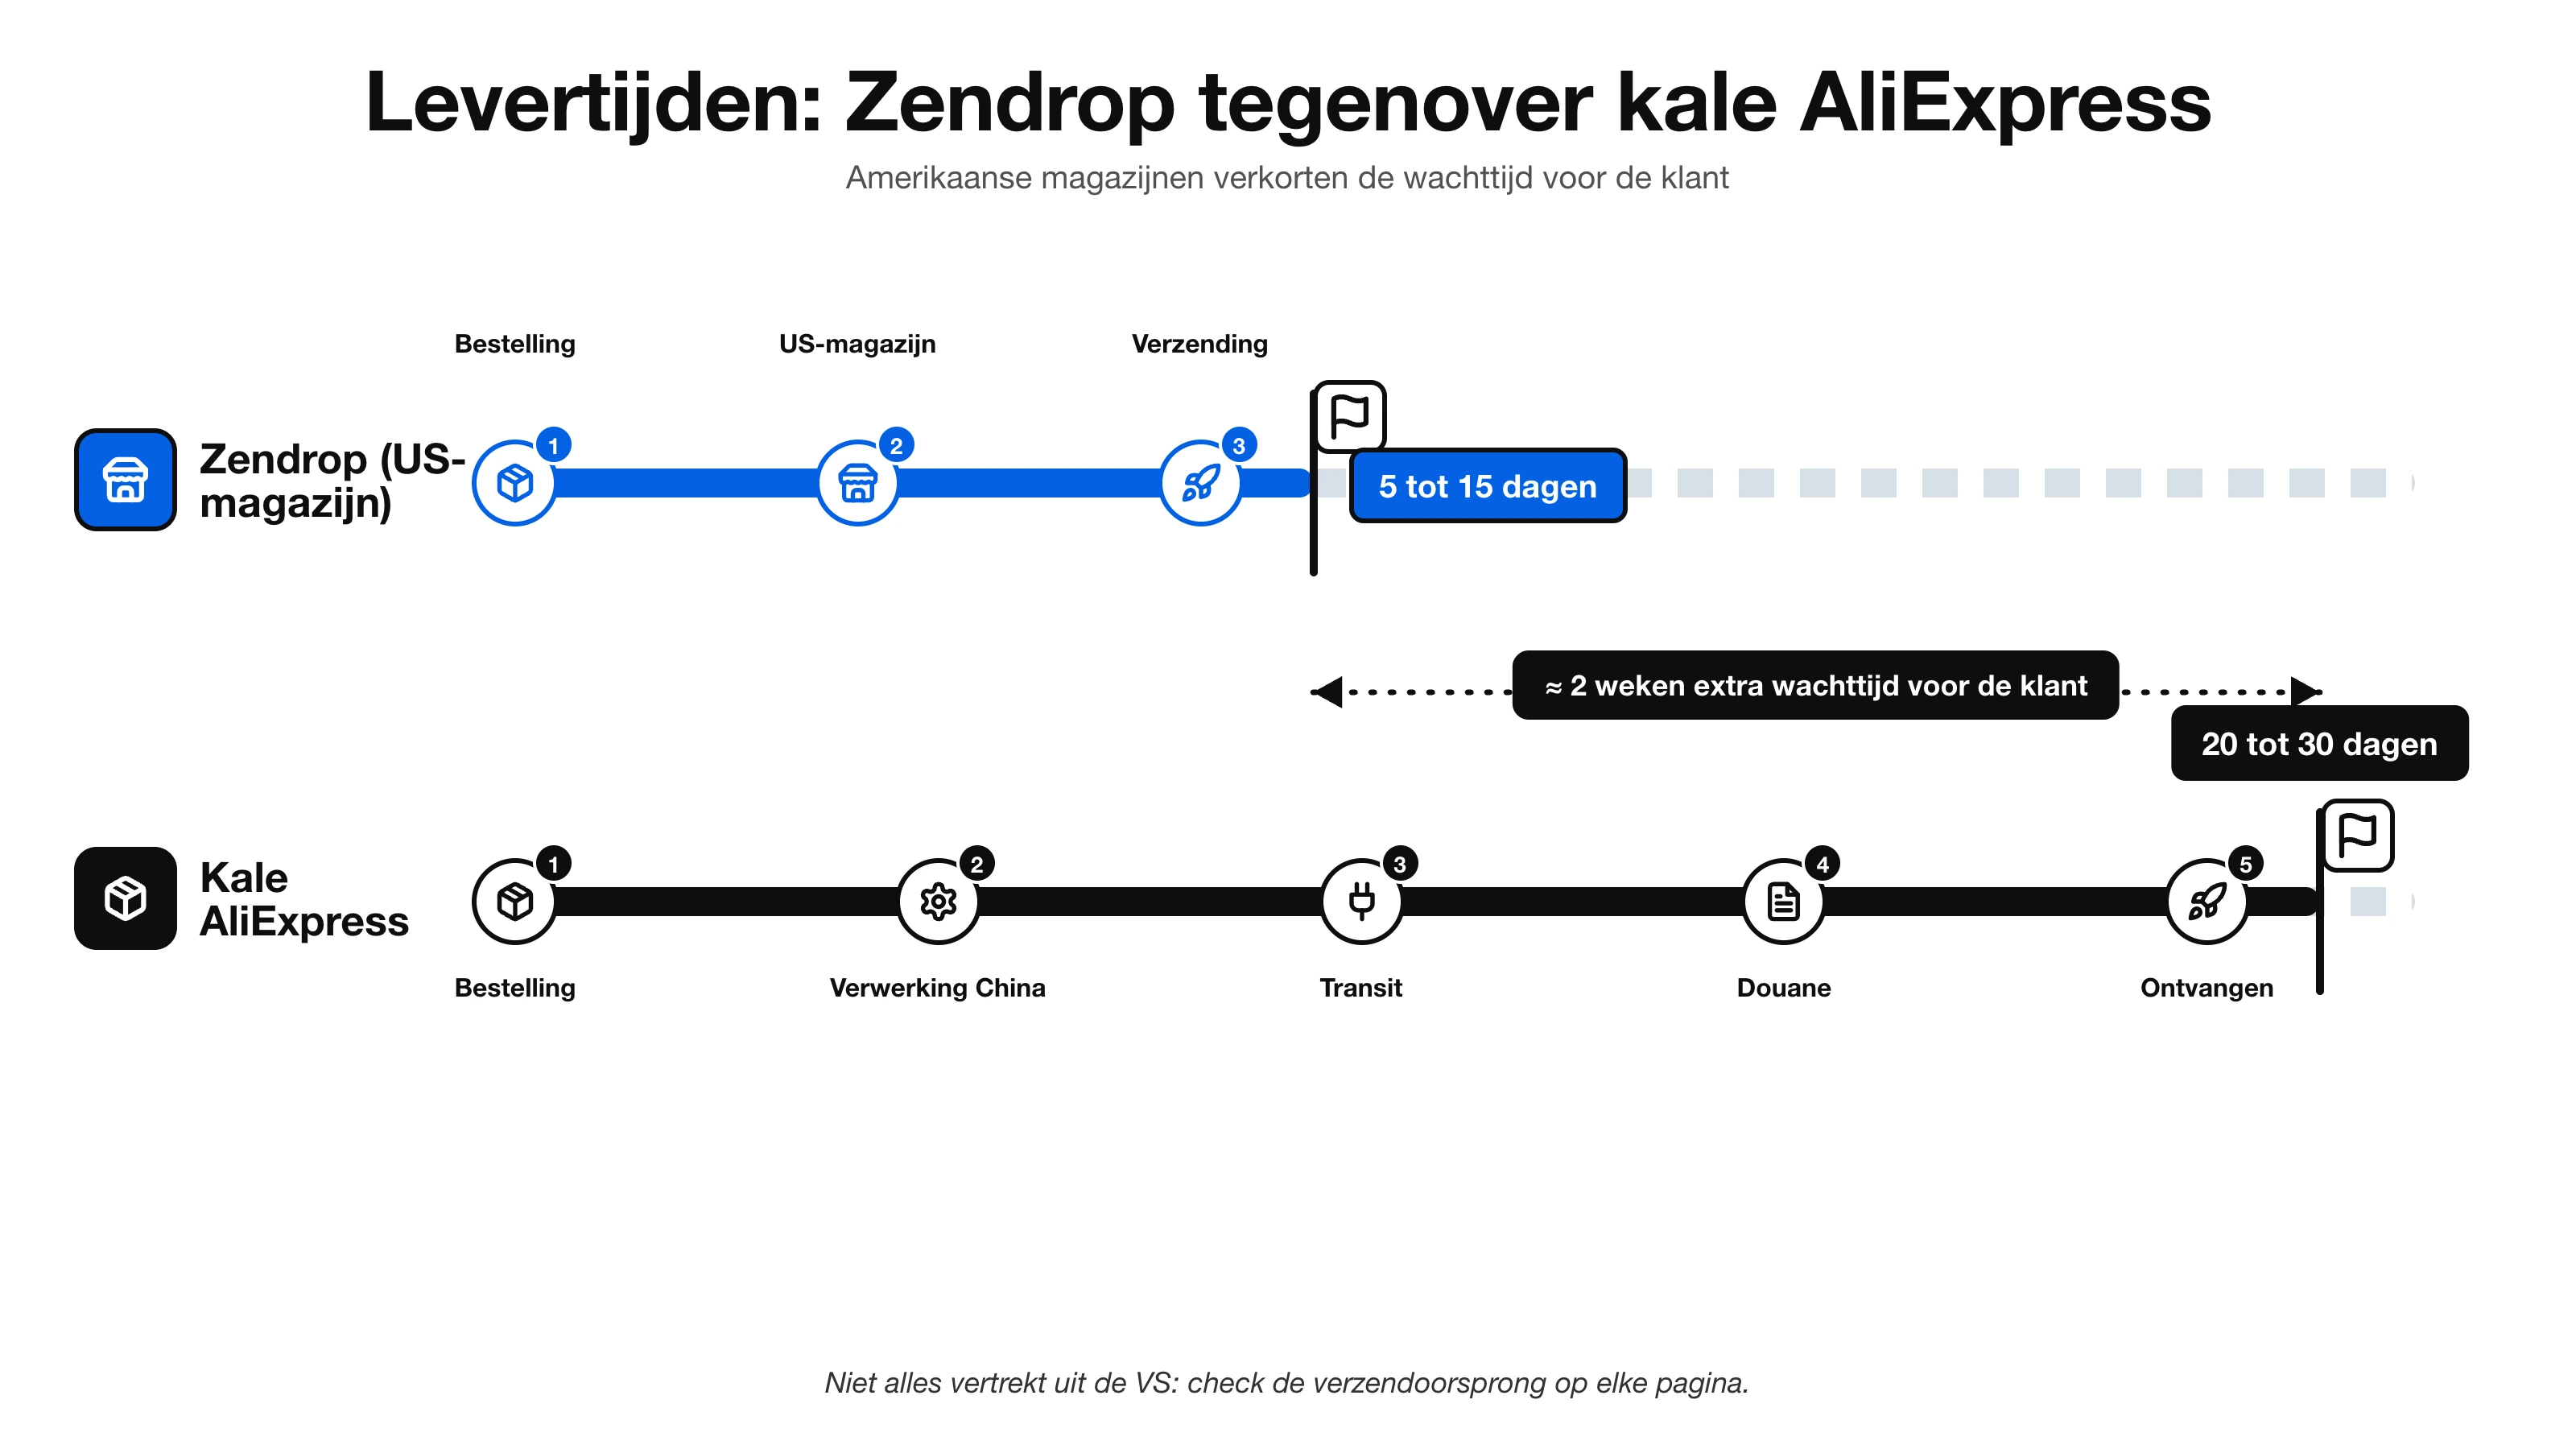 Levertijden: Zendrop tegenover kale AliExpress
Amerikaanse magazijnen verkorten de wachttijd voor de klant
Bestelling
US-magazijn
Verzending
Zendrop (US-
magazijn)
1
2
3
5 tot 15 dagen
≈ 2 weken extra wachttijd voor de klant
20 tot 30 dagen
Kale
AliExpress
1
2
3
4
5
Bestelling
Verwerking China
Transit
Douane
Ontvangen
Niet alles vertrekt uit de VS: check de verzendoorsprong op elke pagina.